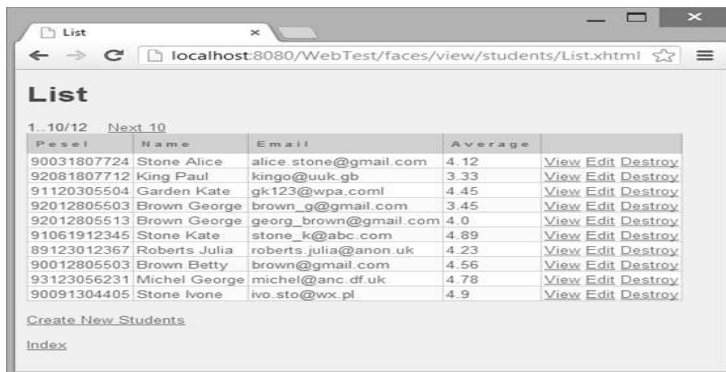 List
localhost:8080/WebTest/faces/view/students/List.xhtml
List
1..10/12 Next 10
Pesel Name Email Average
90031807724 Stone Alice alice.stone@gmail.com 4.12 View Edit Destroy
92081807712 King Paul kingo@uuk.gb 3.33 View Edit Destroy
91120305504 Garden Kate gk123@wpa,coml 4.45 View Edit Destroy
92012805503 Brown George brown_g@gmail.com 3.45 View Edit Destroy
92012805513 Brown George georg_brown@gmail.com 4.0 View Edit Destroy
91061912345 Stone Kate stone_k@abc.com 4.89 View Edit Destroy
89123012367 Roberts Julia roberts.julia@anon.uk 4.23 View Edit Destroy
90012805503 Brown Betty brown@gmail.com 4.56 View Edit Destroy
93123056231 Michel George michel@anc.df.uk 4.78 View Edit Destroy
90091304405 Stone Ivone ivo.sto@wx.pl 4.9 View Edit Destroy
Create New Students
Index